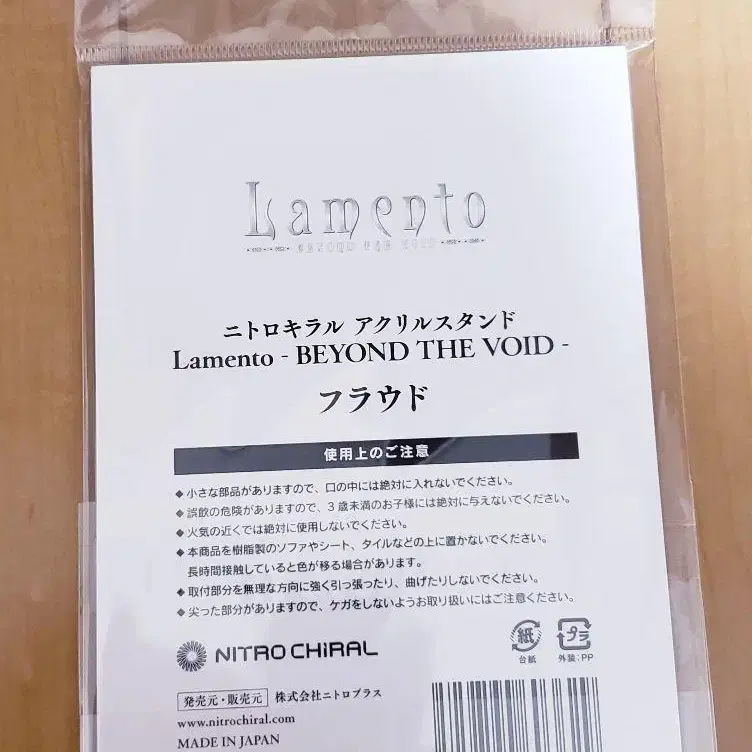 Lamento
BEYOND THE VOID
ニトロキラル アクリルスタンド
Lamento - BEYOND THE VOID -
フラウド
使用上のご注意
◆小さな部品がありますので、口の中には絶対に入れないでください。
◆誤飲の危険がありますので、3歳未満のお子様には絶対に与えないでください。
◆火気の近くでは絶対に使用しないでください。
◆本商品を樹脂製のソファやシート、タイルなどの上に置かないでください。
長時間接触していると色が移る場合があります。
◆取付部分を無理な方向に強く引っ張ったり、曲げたりしないでください。
◆尖った部分がありますので、ケガをしないようお取り扱いにはご注意ください。
NITRO CHiRAL
紙 プラ
台紙 外装:PP
発売元・販売元 株式会社ニトロプラス
www.nitrochiral.com
MADE IN JAPAN